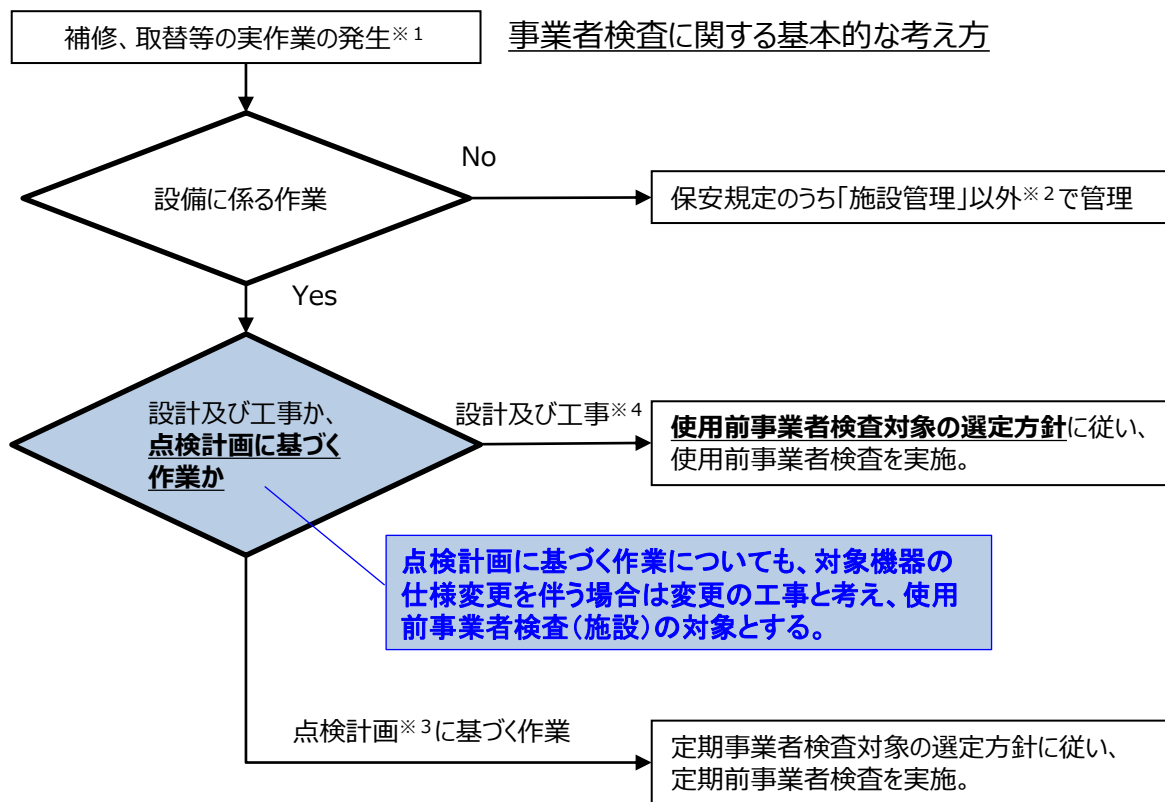 補修、取替等の実作業の発生※1
事業者検査に関する基本的な考え方
設備に係る作業
No
保安規定のうち「施設管理」以外※2で管理
Yes
設計及び工事か、
点検計画に基づく
作業か
設計及び工事※4
使用前事業者検査対象の選定方針に従い、
使用前事業者検査を実施。
点検計画に基づく作業についても、対象機器の
仕様変更を伴う場合は変更の工事と考え、使用
前事業者検査(施設)の対象とする。
点検計画※3に基づく作業
定期事業者検査対象の選定方針に従い、
定期前事業者検査を実施。